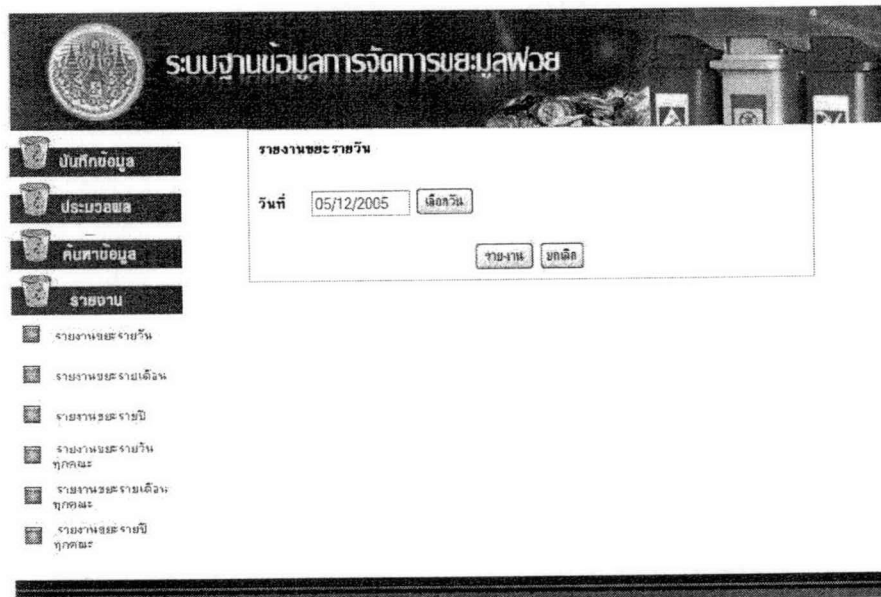 ระบบฐานข้อมูลการจัดการขยะมูลฝอย
บันทึกข้อมูล
ประมวลผล
ค้นหาข้อมูล
รายงาน
รายงานขยะรายวัน
รายงานขยะรายเดือน
รายงานขยะรายปี
รายงานขยะรายวัน
ทุกคณะ
รายงานขยะรายเดือน
ทุกคณะ
รายงานขยะรายปี
ทุกคณะ
รายงานขยะรายวัน
วันที่ 05/12/2005 เลือกวัน
รายงาน ยกเลิก